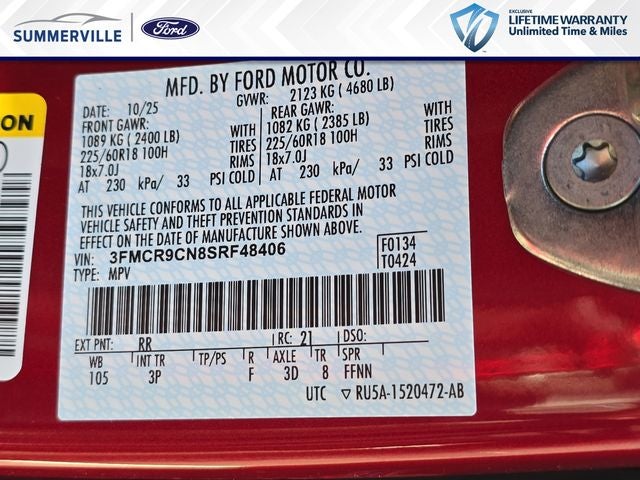 SUMMERVILLE
Ford
EXCLUSIVE
LIFETIME WARRANTY
Unlimited Time & Miles
ON
MFD. BY FORD MOTOR CO.
DATE: 10/25
GVWR: 2123 KG ( 4680 LB)
FRONT GAWR:
1089 KG ( 2400 LB) WITH
225/60R18 100H TIRES
18x7.0J RIMS
AT 230 kPa/ 33 PSI COLD
REAR GAWR:
1082 KG ( 2385 LB) WITH
225/60R18 100H TIRES
18x7.0J RIMS
AT 230 kPa/ 33 PSI COLD
THIS VEHICLE CONFORMS TO ALL APPLICABLE FEDERAL MOTOR
VEHICLE SAFETY AND THEFT PREVENTION STANDARDS IN
EFFECT ON THE DATE OF MANUFACTURE SHOWN ABOVE.
VIN: 3FMCR9CN8SRF48406
TYPE: MPV
F0134
T0424
EXT PNT: RR RC: 21 DSO:
WB INT TR TP/PS R AXLE TR SPR
105 3P F 3D 8 FFNN
UTC ▽ RU5A-1520472-AB